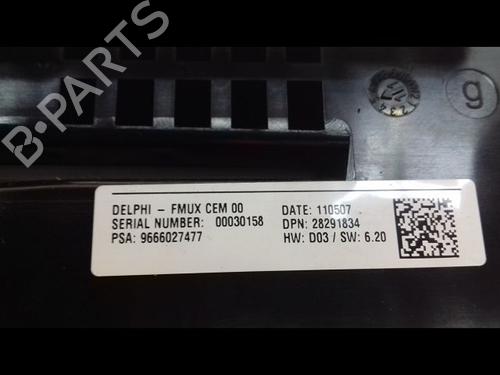 B-PARTS
g
DELPHI - FMUX CEM 00 DATE: 110507
SERIAL NUMBER: 00030158 DPN: 28291834
PSA: 9666027477 HW: D03 / SW: 6.20